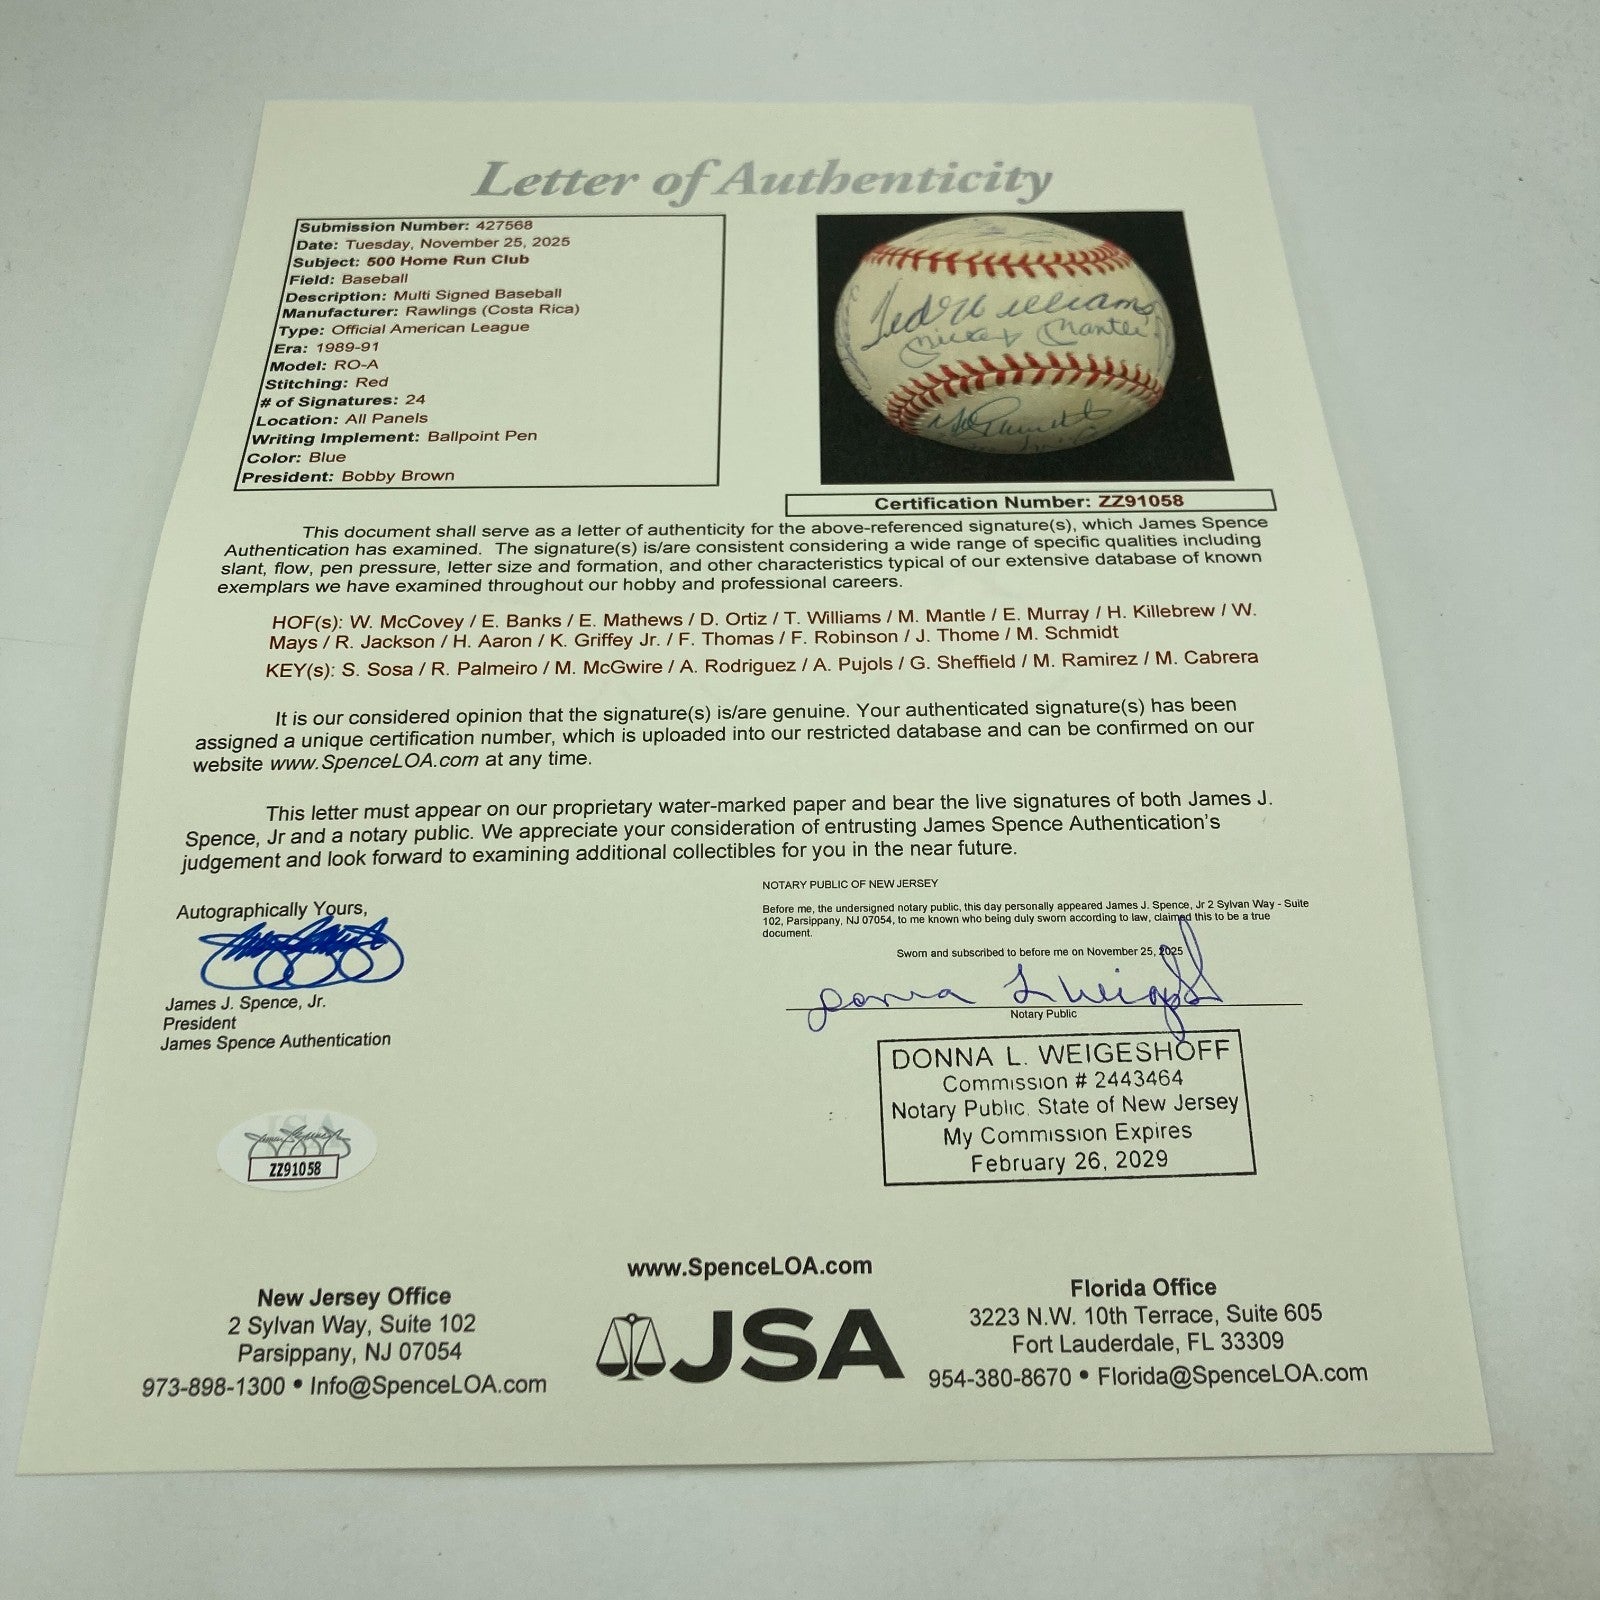 Letter of Authenticity
Submission Number: 427568
Date: Tuesday, November 25, 2025
Subject: 500 Home Run Club
Field: Baseball
Description: Multi Signed Baseball
Manufacturer: Rawlings (Costa Rica)
Type: Official American League
Era: 1989-91
Model: RO-A
Stitching: Red
# of Signatures: 24
Location: All Panels
Writing Implement: Ballpoint Pen
Color: Blue
President: Bobby Brown
Ted Williams
Mickey Mantle
Certification Number: ZZ91058
This document shall serve as a letter of authenticity for the above-referenced signature(s), which James Spence
Authentication has examined. The signature(s) is/are consistent considering a wide range of specific qualities including
slant, flow, pen pressure, letter size and formation, and other characteristics typical of our extensive database of known
exemplars we have examined throughout our hobby and professional careers.
HOF(s): W. McCovey / E. Banks / E. Mathews / D. Ortiz / T. Williams / M. Mantle / E. Murray / H. Killebrew / W.
Mays / R. Jackson / H. Aaron / K. Griffey Jr. / F. Thomas / F. Robinson / J. Thome / M. Schmidt
KEY(s): S. Sosa / R. Palmeiro / M. McGwire / A. Rodriguez / A. Pujols / G. Sheffield / M. Ramirez / M. Cabrera
It is our considered opinion that the signature(s) is/are genuine. Your authenticated signature(s) has been
assigned a unique certification number, which is uploaded into our restricted database and can be confirmed on our
website www.SpenceLOA.com at any time.
This letter must appear on our proprietary water-marked paper and bear the live signatures of both James J.
Spence, Jr and a notary public. We appreciate your consideration of entrusting James Spence Authentication's
judgement and look forward to examining additional collectibles for you in the near future.
NOTARY PUBLIC OF NEW JERSEY
Before me, the undersigned notary public, this day personally appeared James J. Spence, Jr 2 Sylvan Way - Suite
102, Parsippany, NJ 07054, to me known who being duly sworn according to law, claimed this to be a true
document.
Sworn and subscribed to before me on November 25, 2025
Notary Public
Autographically Yours,
James J. Spence, Jr.
President
James Spence Authentication
DONNA L. WEIGESHOFF
Commission # 2443464
Notary Public, State of New Jersey
My Commission Expires
February 26, 2029
JSA
ZZ91058
www.SpenceLOA.com
New Jersey Office
2 Sylvan Way, Suite 102
Parsippany, NJ 07054
973-898-1300 • Info@SpenceLOA.com
JSA
Florida Office
3223 N.W. 10th Terrace, Suite 605
Fort Lauderdale, FL 33309
954-380-8670 • Florida@SpenceLOA.com